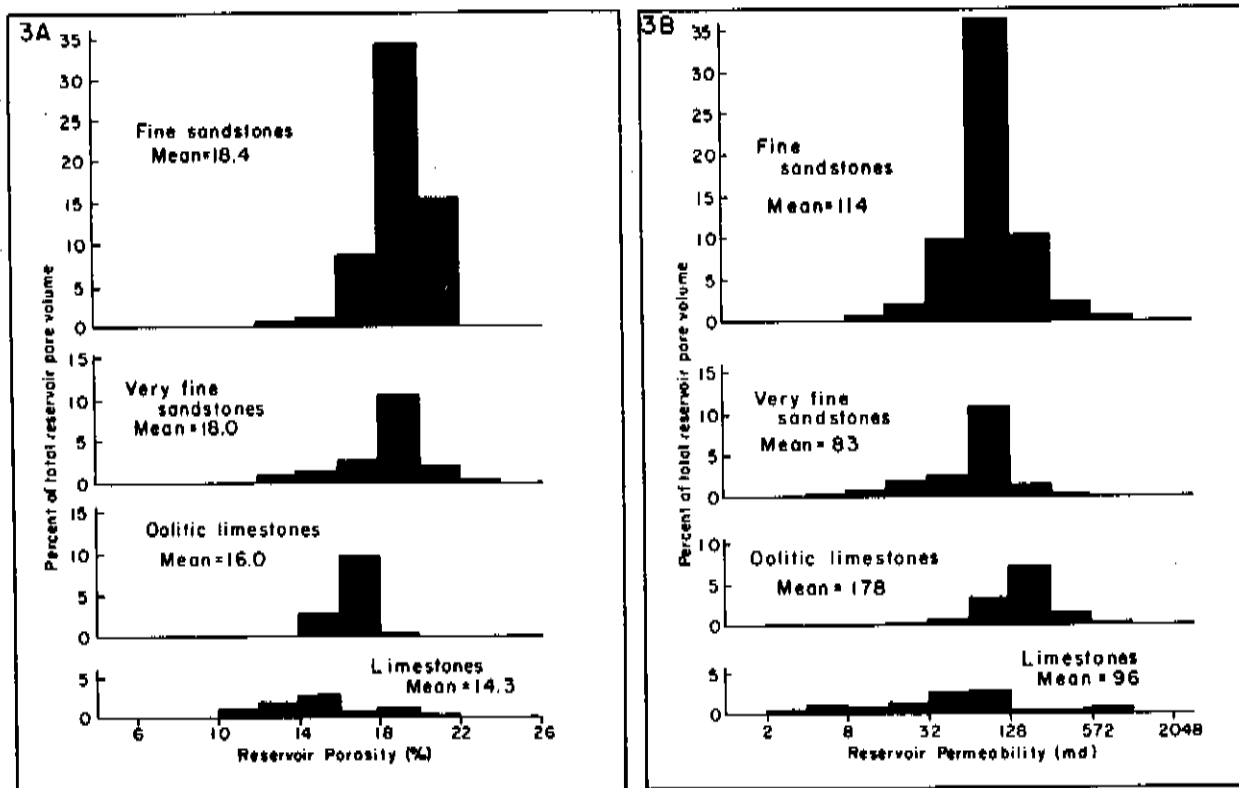 3A
35
30
25
20
15
10
5
0
Fine sandstones
Mean=18.4
15
10
5
0
Very fine
sandstones
Mean=18.0
10
5
0
Oolitic limestones
Mean=16.0
5
0
Limestones
Mean=14.3
6 10 14 18 22 26
Reservoir Porosity (%)
Percent of total reservoir pore volume
3B
35
30
25
20
15
10
5
0
Fine
sandstones
Mean=114
15
10
5
0
Very fine
sandstones
Mean=83
10
5
0
Oolitic limestones
Mean=178
5
0
Limestones
Mean=96
2 8 32 128 572 2048
Reservoir Permeability (md)
Percent of total reservoir pore volume